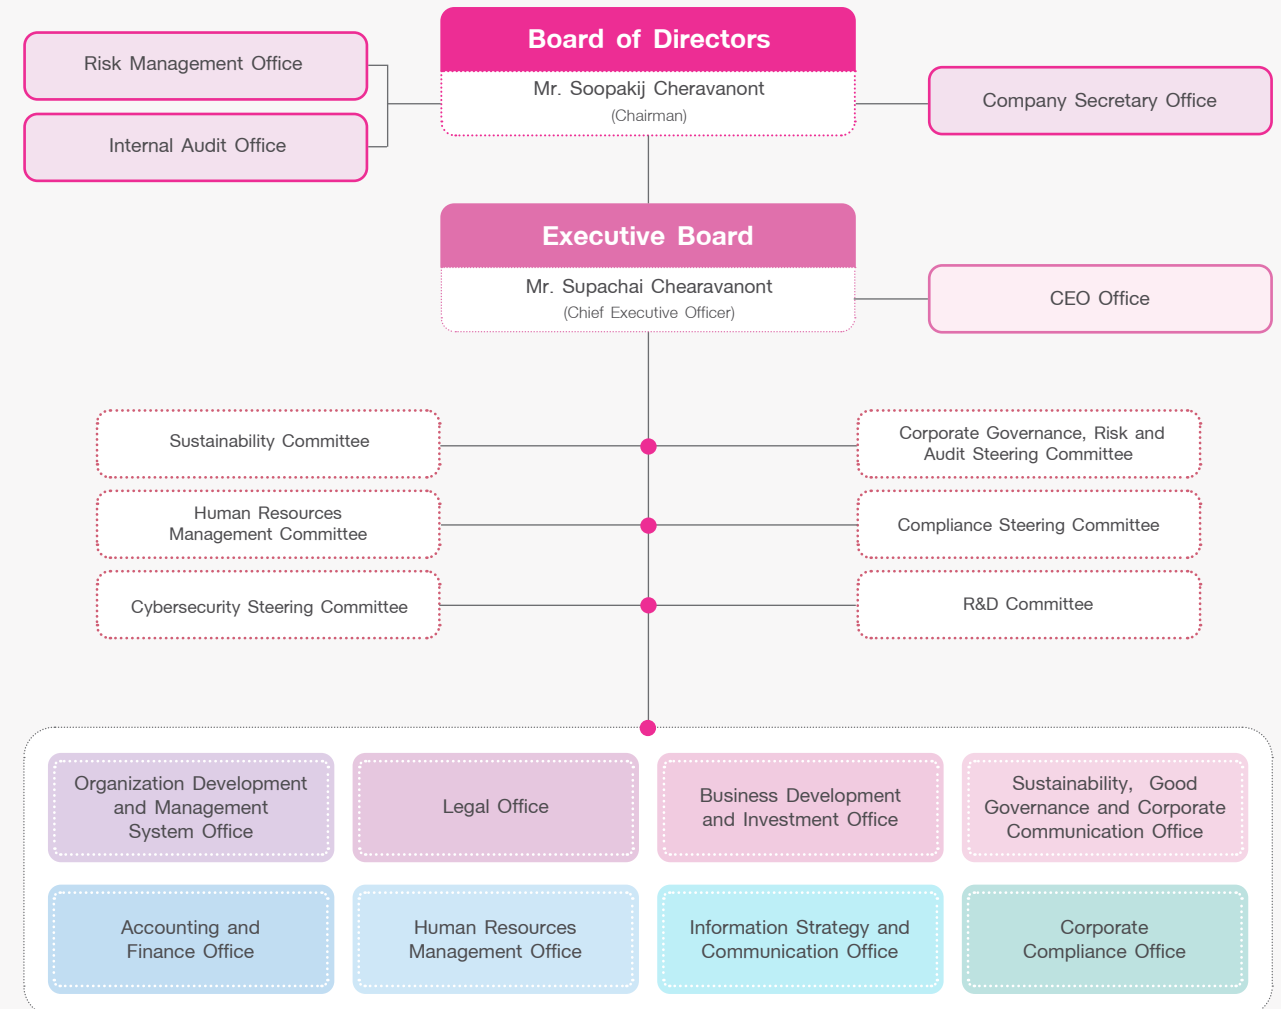 Board of Directors
Mr. Soopakij Cheravanont
(Chairman)
Risk Management Office
Internal Audit Office
Company Secretary Office
Executive Board
Mr. Supachai Chearavanont
(Chief Executive Officer)
CEO Office
Sustainability Committee
Corporate Governance, Risk and
Audit Steering Committee
Human Resources
Management Committee
Compliance Steering Committee
Cybersecurity Steering Committee
R&D Committee
Organization Development
and Management
System Office
Legal Office
Business Development
and Investment Office
Sustainability, Good
Governance and Corporate
Communication Office
Accounting and
Finance Office
Human Resources
Management Office
Information Strategy and
Communication Office
Corporate
Compliance Office